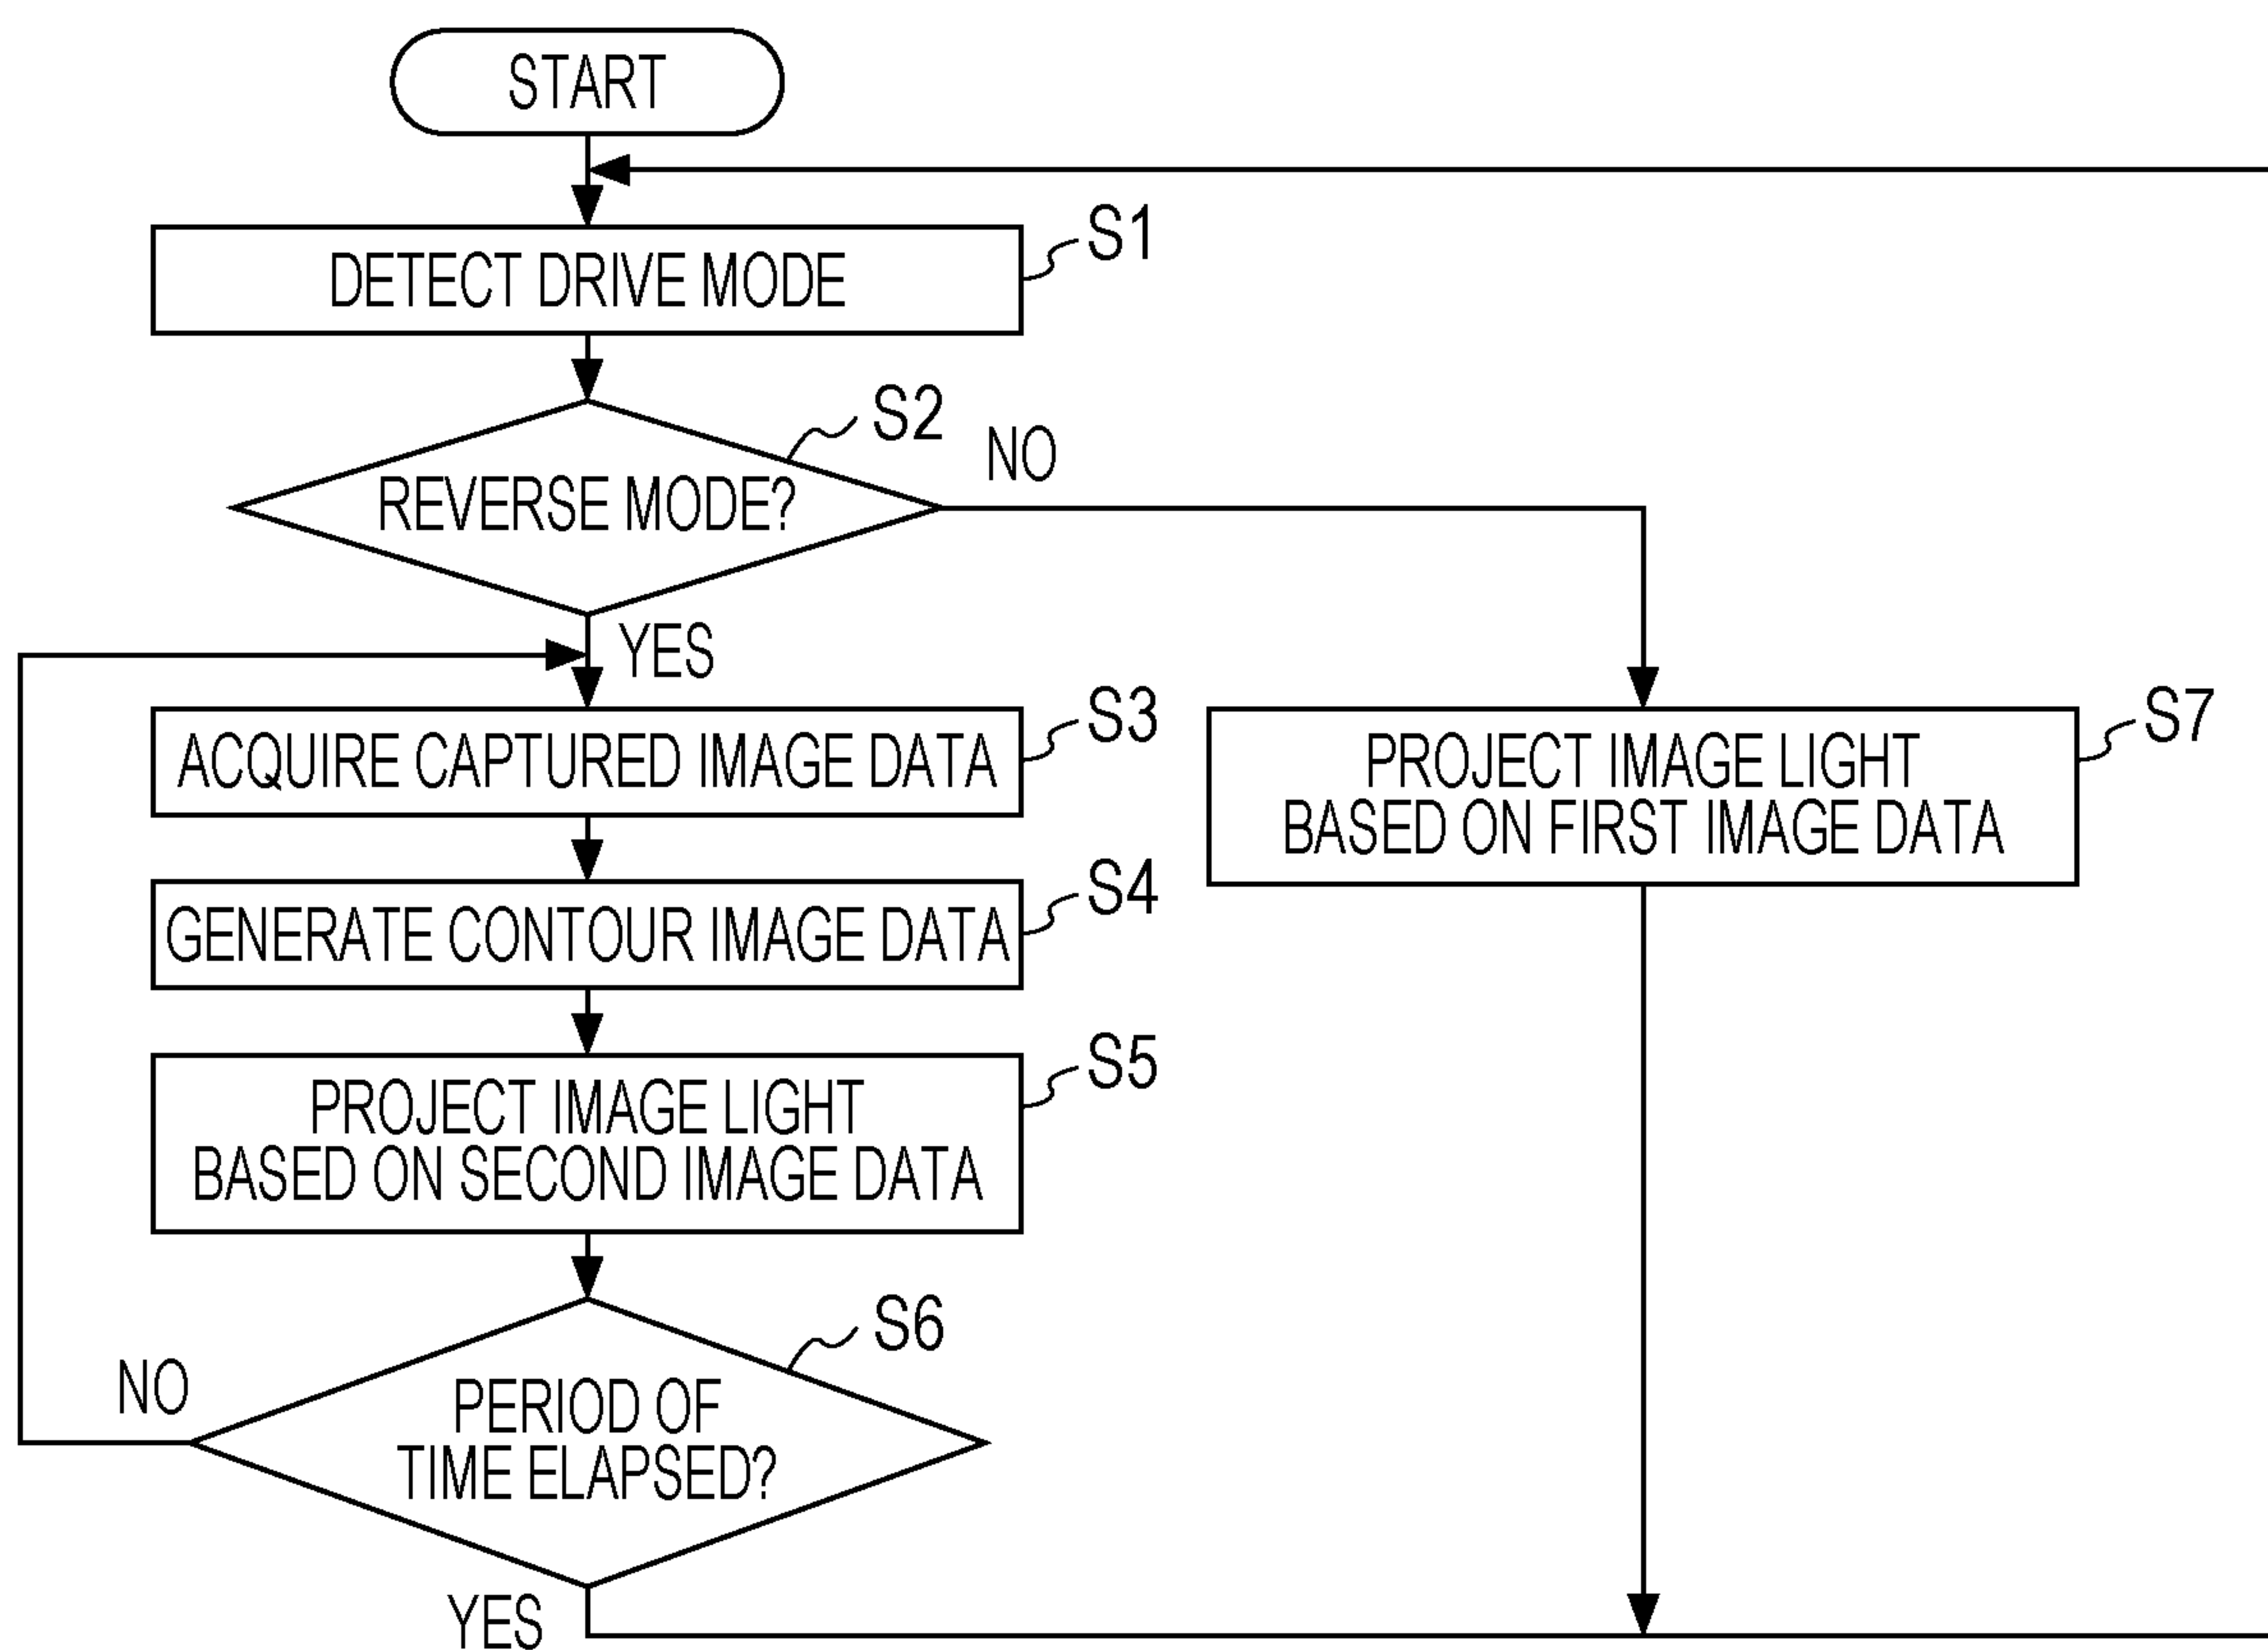 START
DETECT DRIVE MODE
S1
S2
REVERSE MODE?
NO
YES
ACQUIRE CAPTURED IMAGE DATA
S3
GENERATE CONTOUR IMAGE DATA
S4
PROJECT IMAGE LIGHT
BASED ON SECOND IMAGE DATA
S5
S6
PERIOD OF
TIME ELAPSED?
NO
YES
PROJECT IMAGE LIGHT
BASED ON FIRST IMAGE DATA
S7